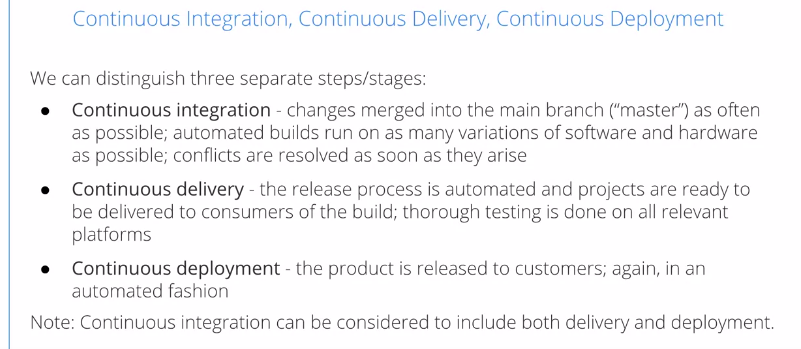 Continuous Integration, Continuous Delivery, Continuous Deployment
We can distinguish three separate steps/stages:
● Continuous integration - changes merged into the main branch (“master”) as often
as possible; automated builds run on as many variations of software and hardware
as possible; conflicts are resolved as soon as they arise
● Continuous delivery - the release process is automated and projects are ready to
be delivered to consumers of the build; thorough testing is done on all relevant
platforms
● Continuous deployment - the product is released to customers; again, in an
automated fashion
Note: Continuous integration can be considered to include both delivery and deployment.